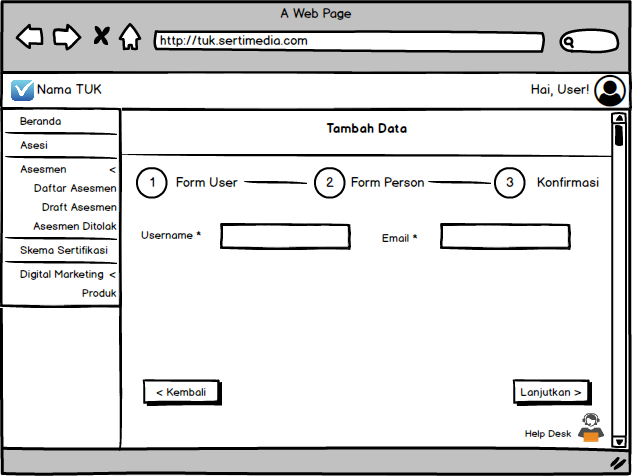 A Web Page
http://tuk.sertimedia.com
Nama TUK
Hai, User!
Beranda
Asesi
Asesmen <
Daftar Asesmen
Draft Asesmen
Asesmen Ditolak
Skema Sertifikasi
Digital Marketing <
Produk
Tambah Data
1 Form User 2 Form Person 3 Konfirmasi
Username * Email *
< Kembali Lanjutkan >
Help Desk